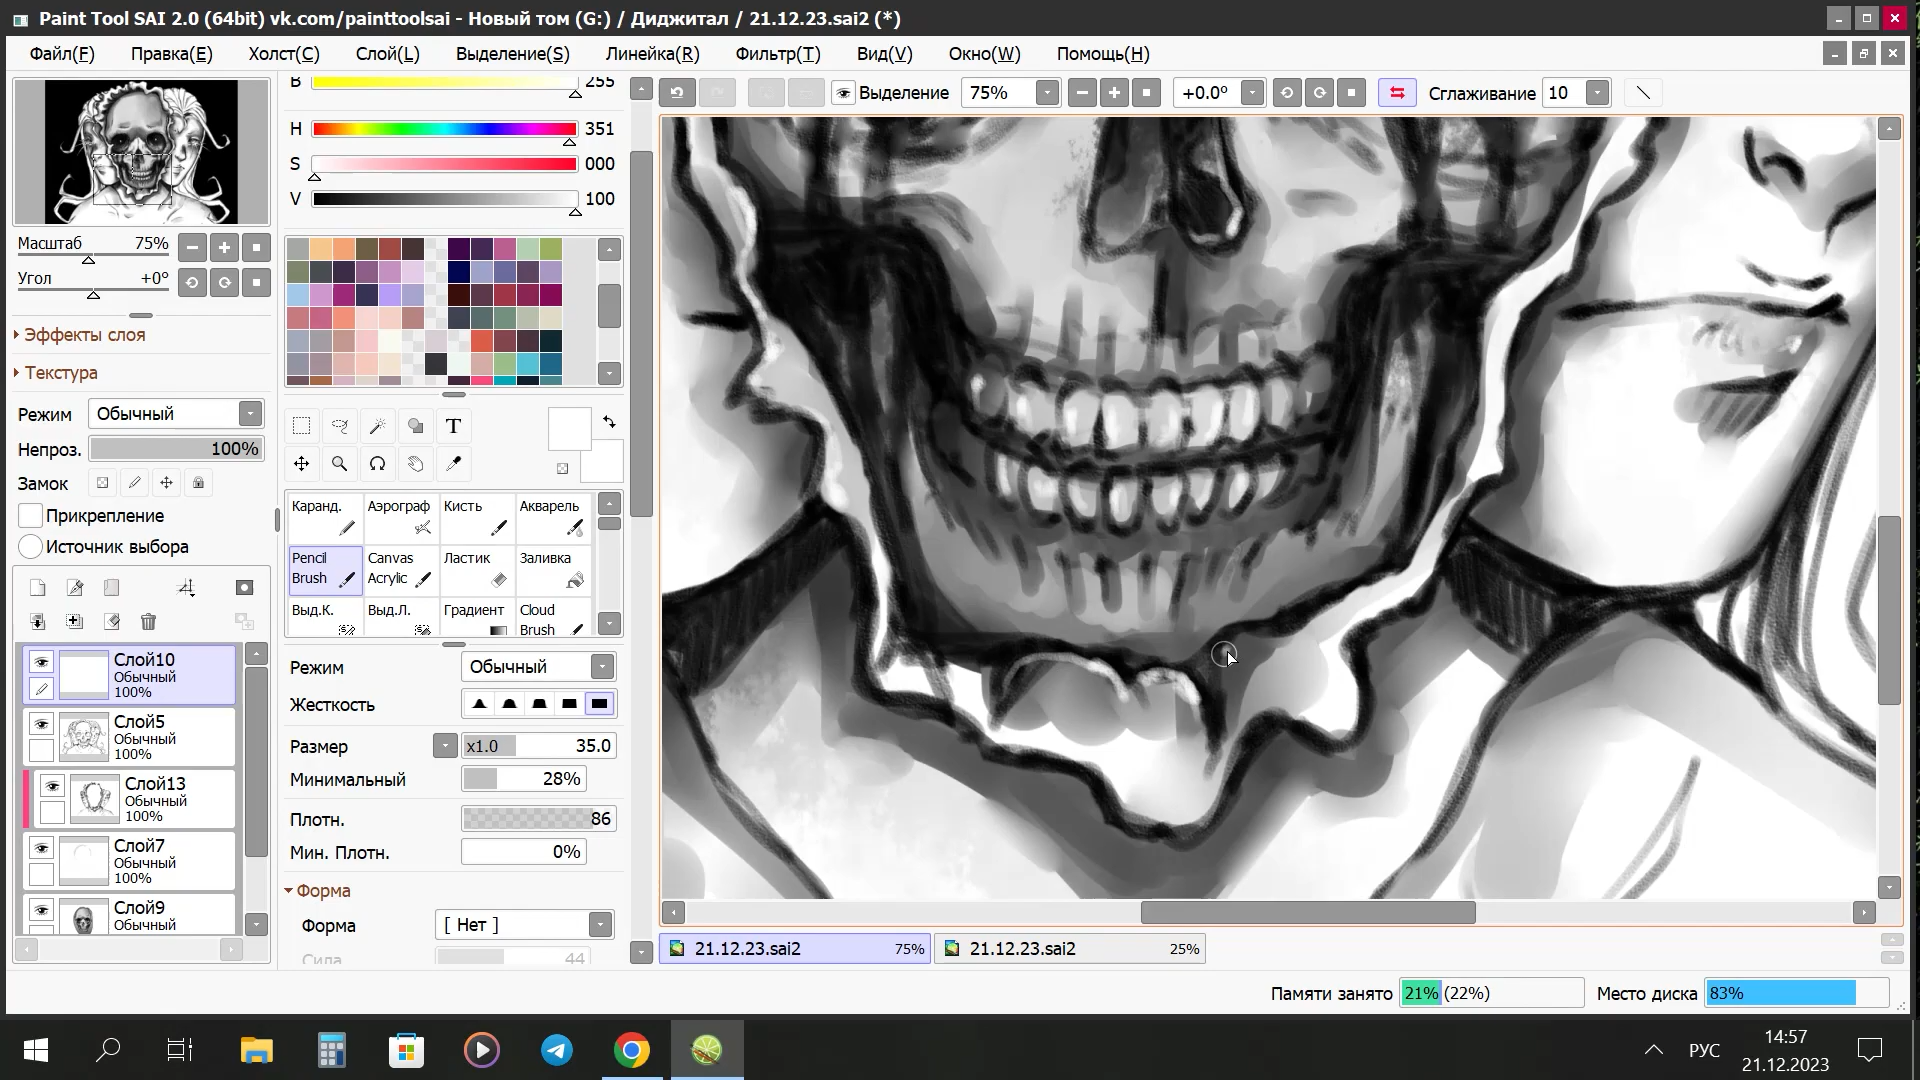 Paint Tool SAI 2.0 (64bit) vk.com/painttoolsai - Новый том (G:) / Диджитал / 21.12.23.sai2 (*)
Файл(F) Правка(E) Холст(C) Слой(L) Выделение(S) Линейка(R) Фильтр(T) Вид(V) Окно(W) Помощь(H)
Выделение 75% +0.0° Сглаживание 10
Масштаб 75%
Угол +0°
Эффекты слоя
Текстура
Режим Обычный
Непроз. 100%
Замок
Прикрепление
Источник выбора
Слой10
Обычный
100%
Слой5
Обычный
100%
Слой13
Обычный
100%
Слой7
Обычный
100%
Слой9
Обычный
B 255
H 351
S 000
V 100
T
Каранд. Аэрограф Кисть Акварель
Pencil Brush Canvas Acrylic Ластик Заливка
Выд.К. Выд.Л. Градиент Cloud Brush
Режим Обычный
Жесткость
Размер x1.0 35.0
Минимальный 28%
Плотн. 86
Мин. Плотн. 0%
Форма
Форма [ Нет ]
Сила 44
21.12.23.sai2 75% 21.12.23.sai2 25%
Памяти занято 21% (22%) Место диска 83%
РУС
14:57
21.12.2023